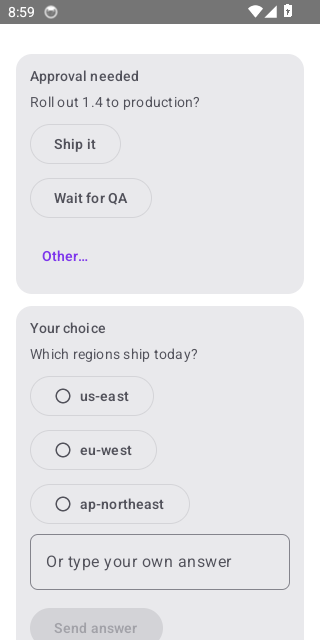 8:59
Approval needed
Roll out 1.4 to production?
Ship it
Wait for QA
Other…
Your choice
Which regions ship today?
us-east
eu-west
ap-northeast
Or type your own answer
Send answer